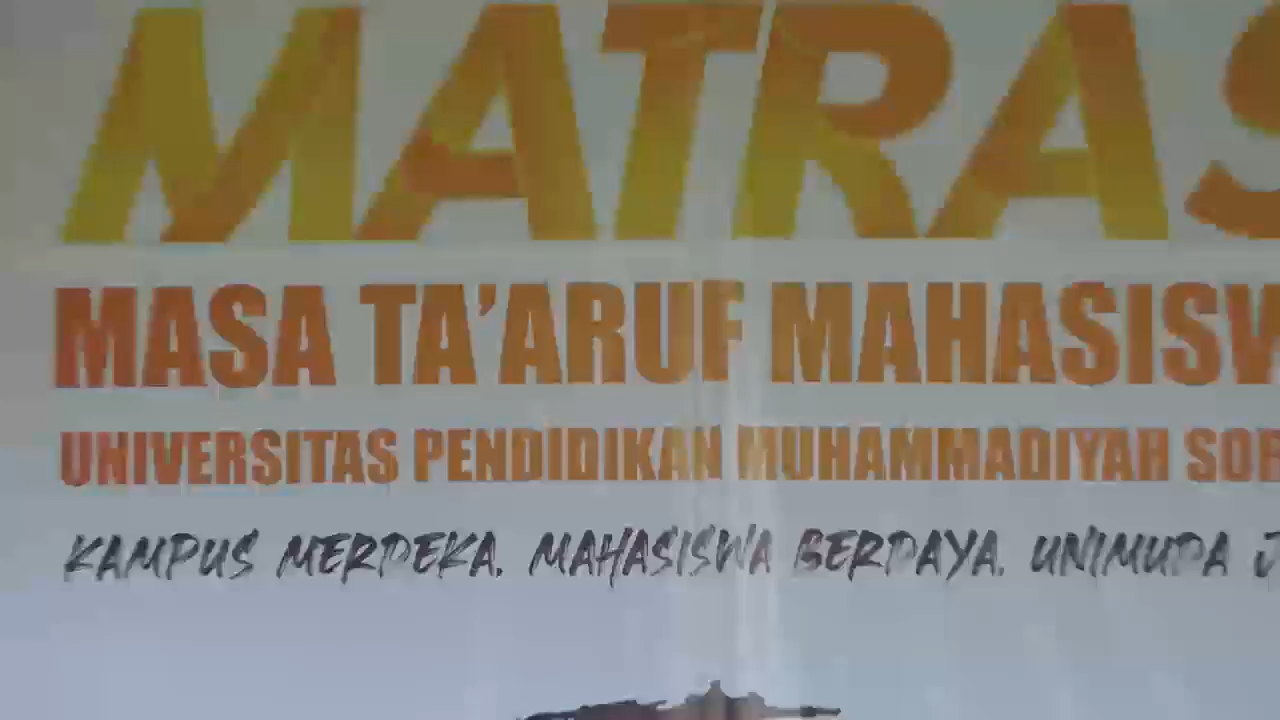 MATRAS
MASA TA'ARUF MAHASISW
UNIVERSITAS PENDIDIKAN MUHAMMADIYAH SOR
KAMPUS MERDEKA, MAHASISWA BERDAYA, UNIMUDA J